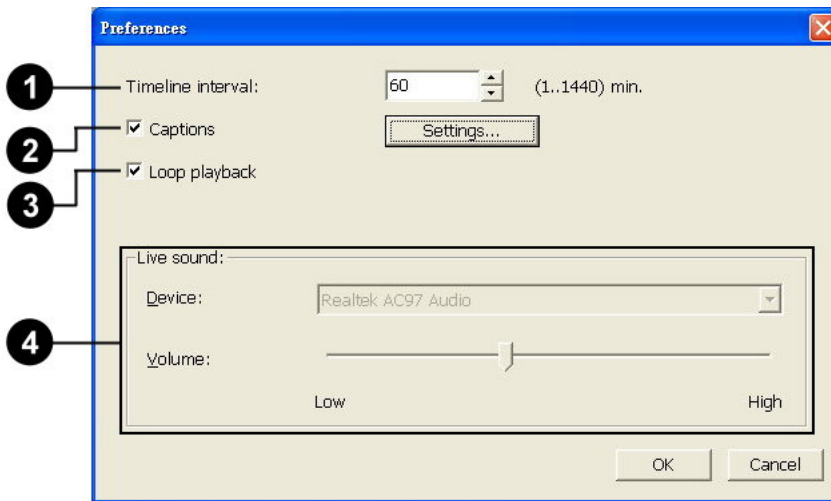 Preferences
1 Timeline interval: 60 (1..1440) min.
2 Captions Settings...
3 Loop playback
Live sound:
Device: Realtek AC97 Audio
4 Volume:
Low High
OK Cancel